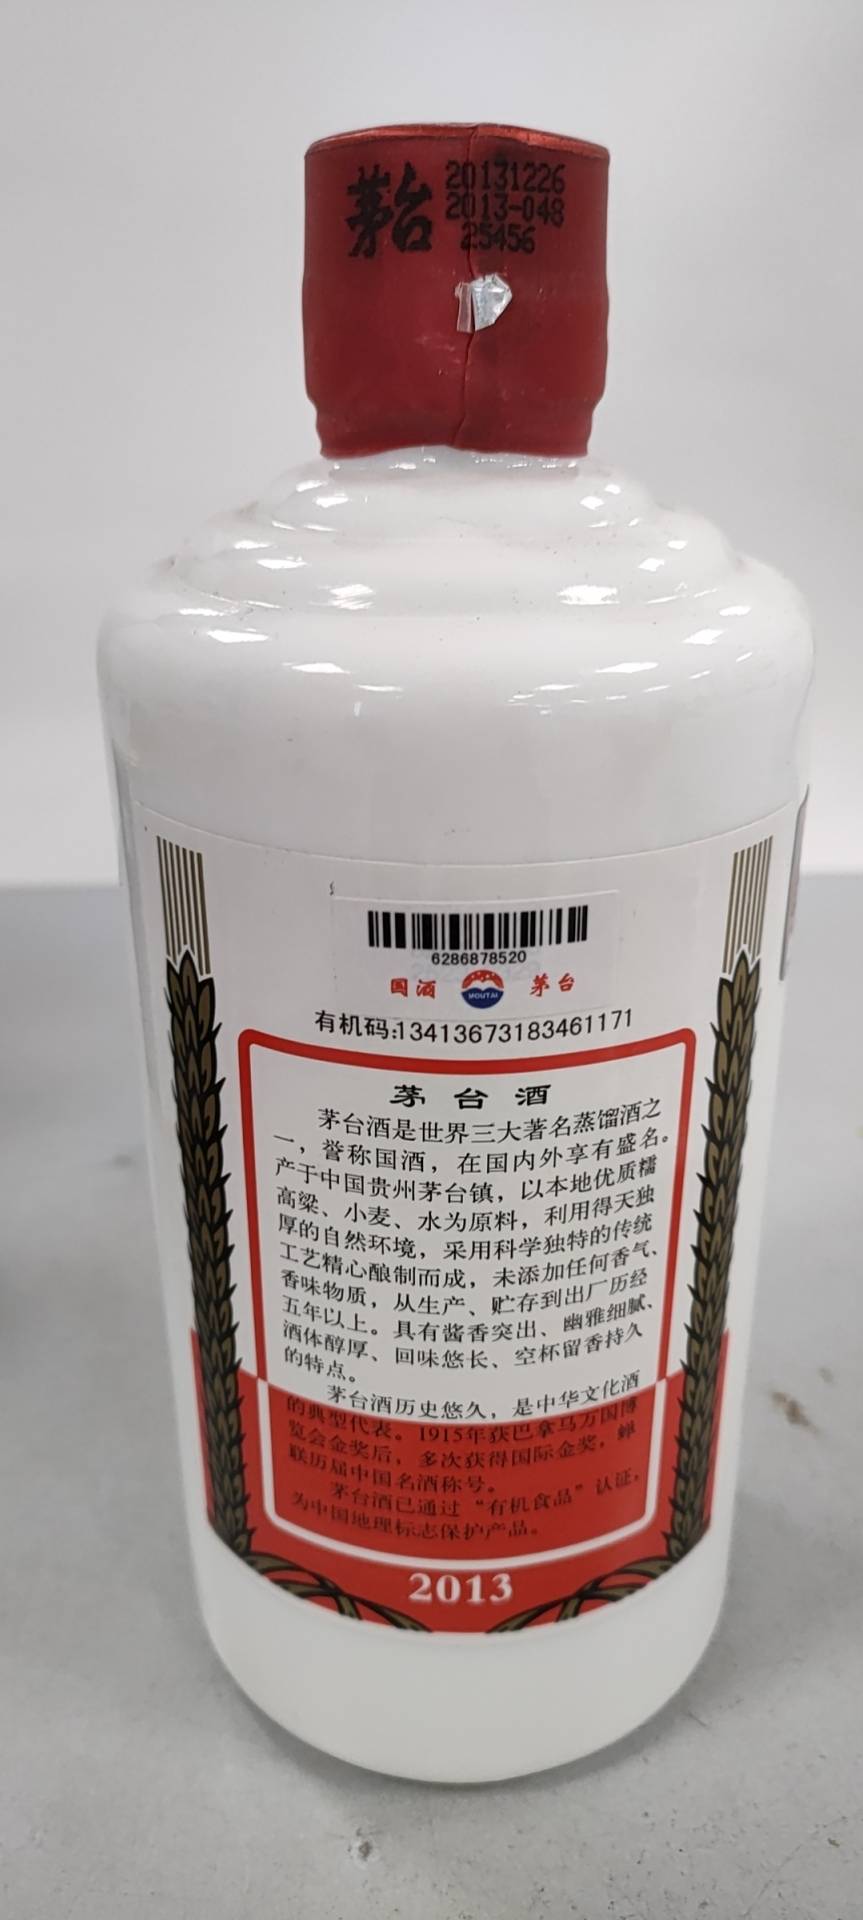 茅台
20131226
2013-048
25456
6286878520
国酒 MOUTAI 茅台
有机码:13413673183461171
茅台酒
茅台酒是世界三大著名蒸馏酒之
一，誉称国酒，在国内外享有盛名。
产于中国贵州茅台镇，以本地优质糯
高粱、小麦、水为原料，利用得天独
厚的自然环境，采用科学独特的传统
工艺精心酿制而成，未添加任何香气、
香味物质，从生产、贮存到出厂历经
五年以上。具有酱香突出、幽雅细腻、
酒体醇厚、回味悠长、空杯留香持久
的特点。
茅台酒历史悠久，是中华文化酒
的典型代表。1915年获巴拿马万国博
览会金奖后，多次获得国际金奖，蝉
联历届中国名酒称号。
茅台酒已通过“有机食品”认证，
为中国地理标志保护产品。
2013